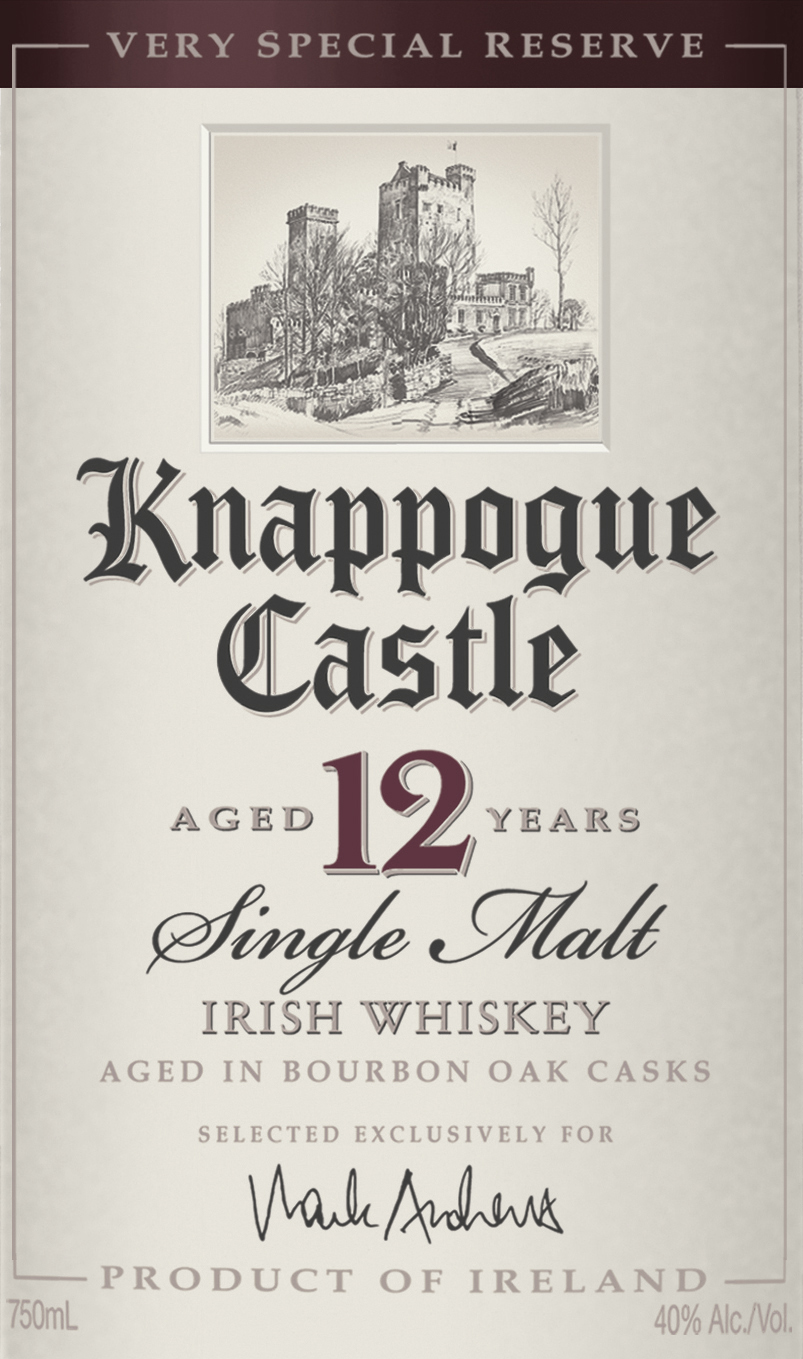 VERY SPECIAL RESERVE
Knappogue
Castle
AGED 12 YEARS
Single Malt
IRISH WHISKEY
AGED IN BOURBON OAK CASKS
SELECTED EXCLUSIVELY FOR
Mark Andrews
PRODUCT OF IRELAND
750mL
40% Alc./Vol.